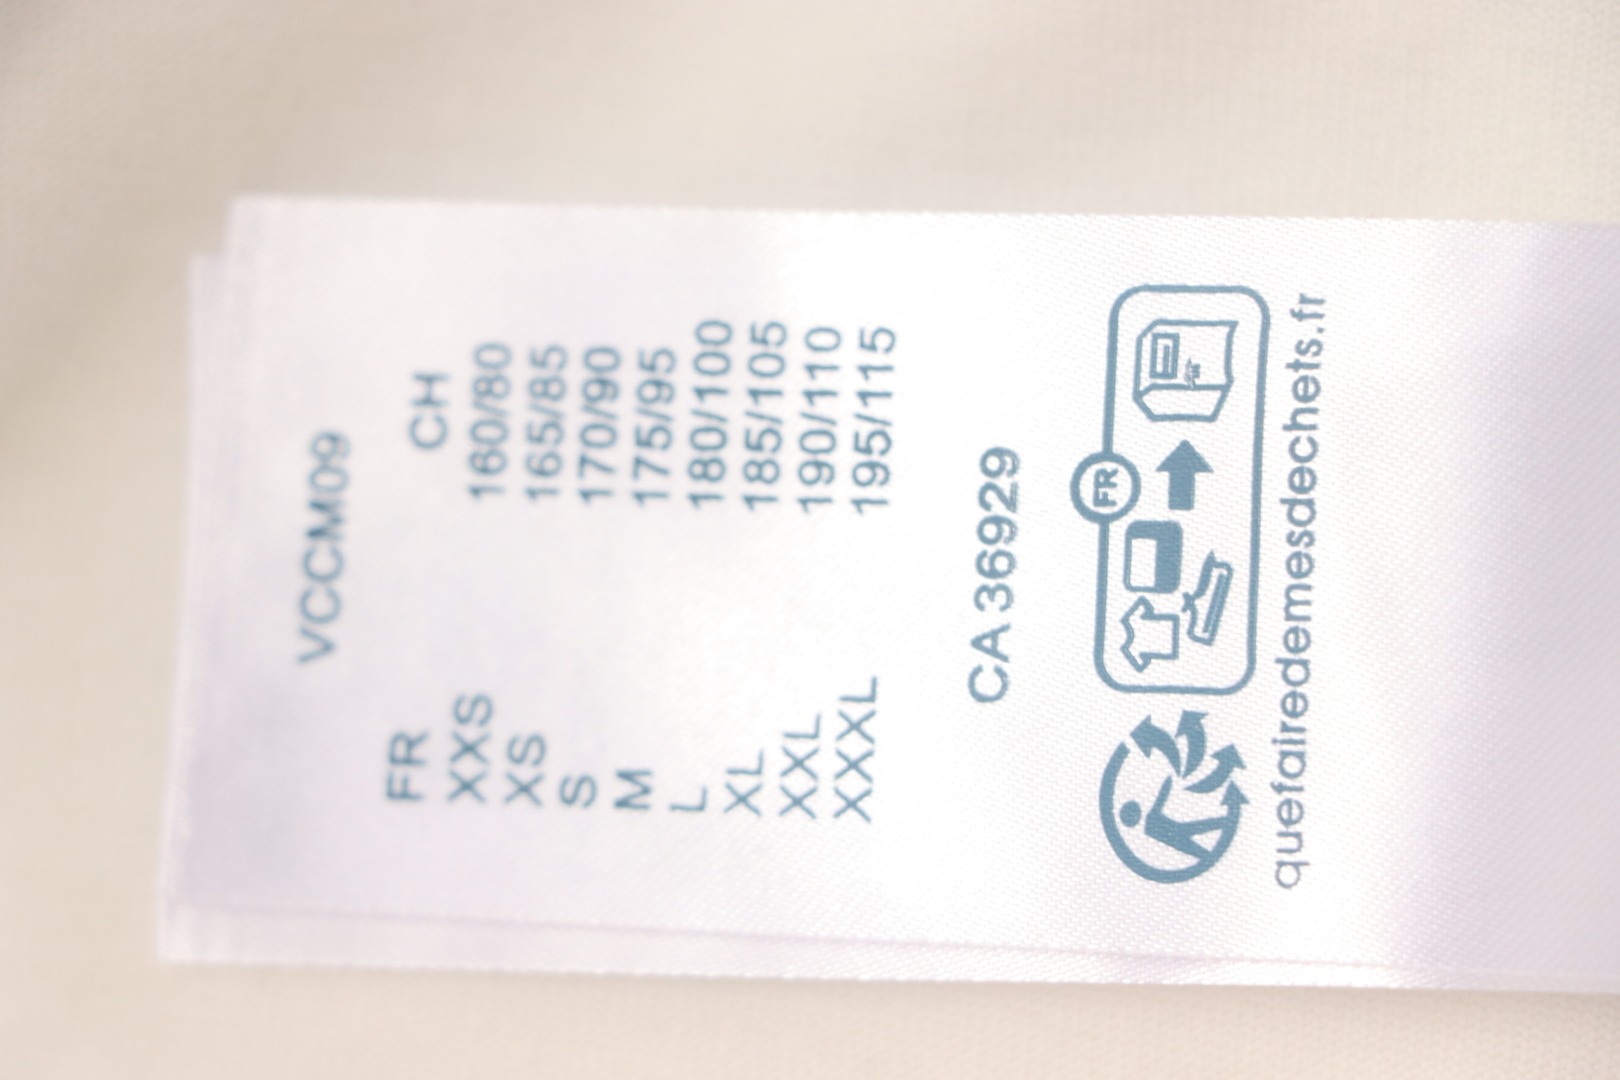 VCCM09
FR CH
XXS 160/80
XS 165/85
S 170/90
M 175/95
L 180/100
XL 185/105
XXL 190/110
XXXL 195/115
CA 36929
FR
quefairedemesdechets.fr